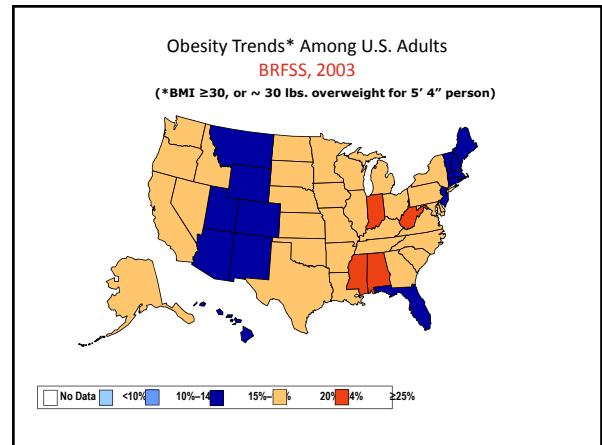 Obesity Trends* Among U.S. Adults
BRFSS, 2003
(*BMI ≥30, or ~ 30 lbs. overweight for 5’ 4” person)
No Data <10% 10%–14 15%– % 20% 4% ≥25%